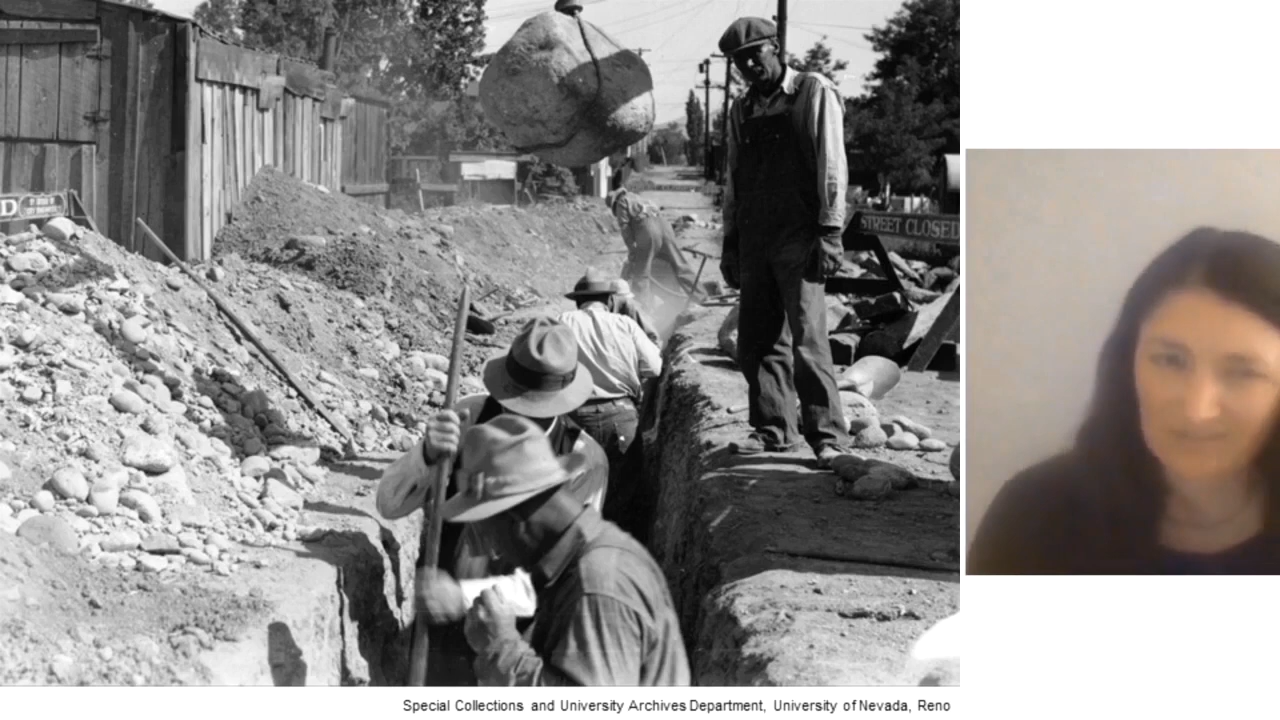 D
STREET CLOSED
Special Collections and University Archives Department, University of Nevada, Reno